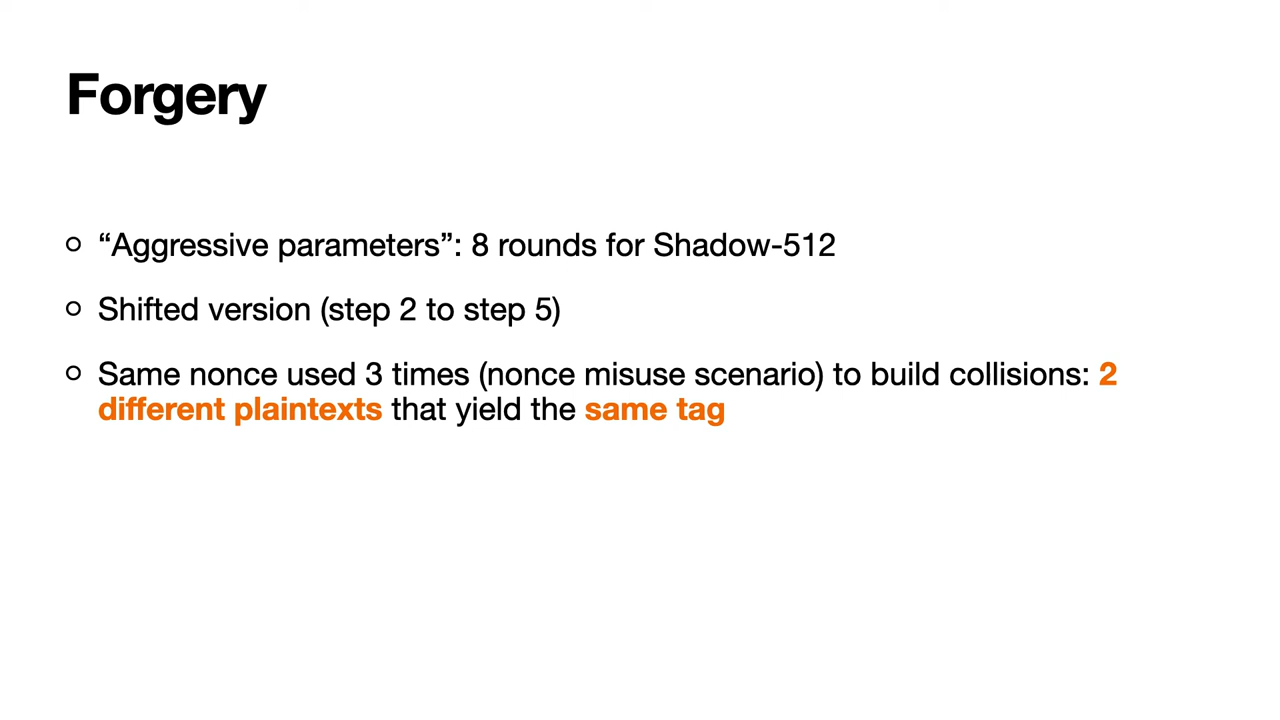 Forgery
“Aggressive parameters”: 8 rounds for Shadow-512
Shifted version (step 2 to step 5)
Same nonce used 3 times (nonce misuse scenario) to build collisions: 2
different plaintexts that yield the same tag